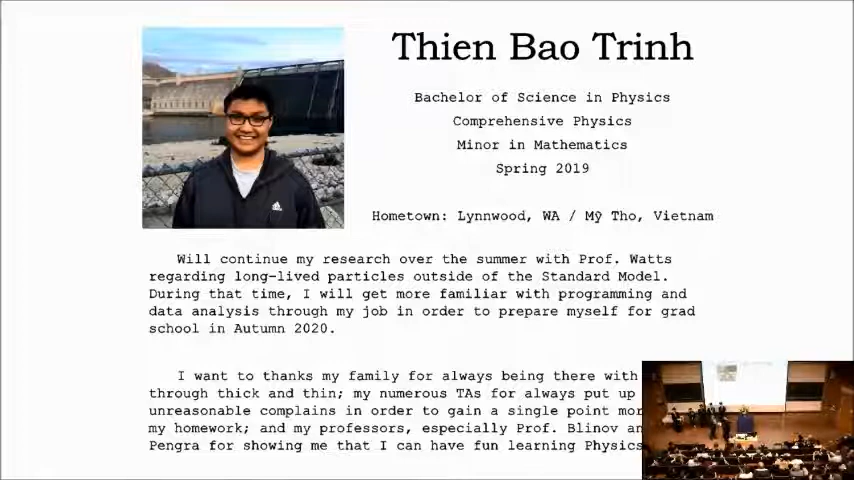 Thien Bao Trinh
Bachelor of Science in Physics
Comprehensive Physics
Minor in Mathematics
Spring 2019
Hometown: Lynnwood, WA / Mỹ Tho, Vietnam
Will continue my research over the summer with Prof. Watts
regarding long-lived particles outside of the Standard Model.
During that time, I will get more familiar with programming and
data analysis through my job in order to prepare myself for grad
school in Autumn 2020.
I want to thanks my family for always being there with
through thick and thin; my numerous TAs for always put up
unreasonable complains in order to gain a single point
my homework; and my professors, especially Prof. Blinov
Pengra for showing me that I can have fun learning Physics